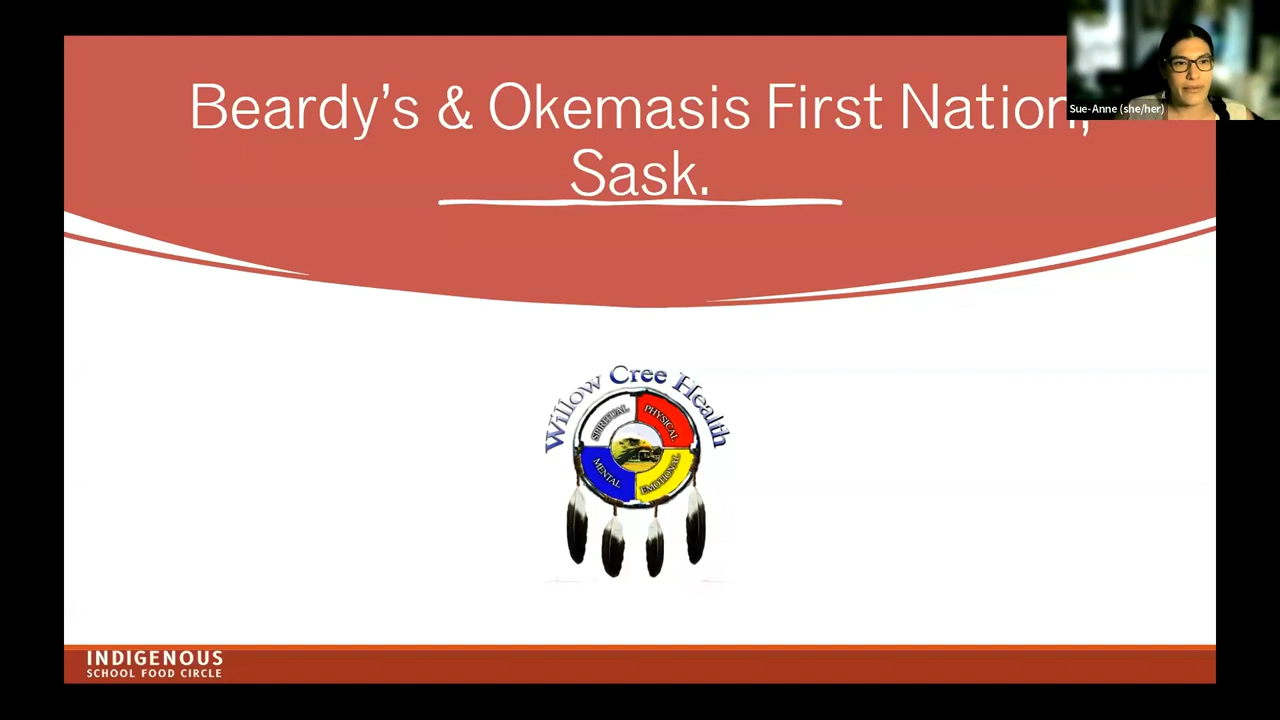 Beardy's & Okemasis First Nation,
Sask.
Sue-Anne (she/her)
Willow Cree Health
SPIRITUAL
PHYSICAL
MENTAL
EMOTIONAL
INDIGENOUS
SCHOOL FOOD CIRCLE